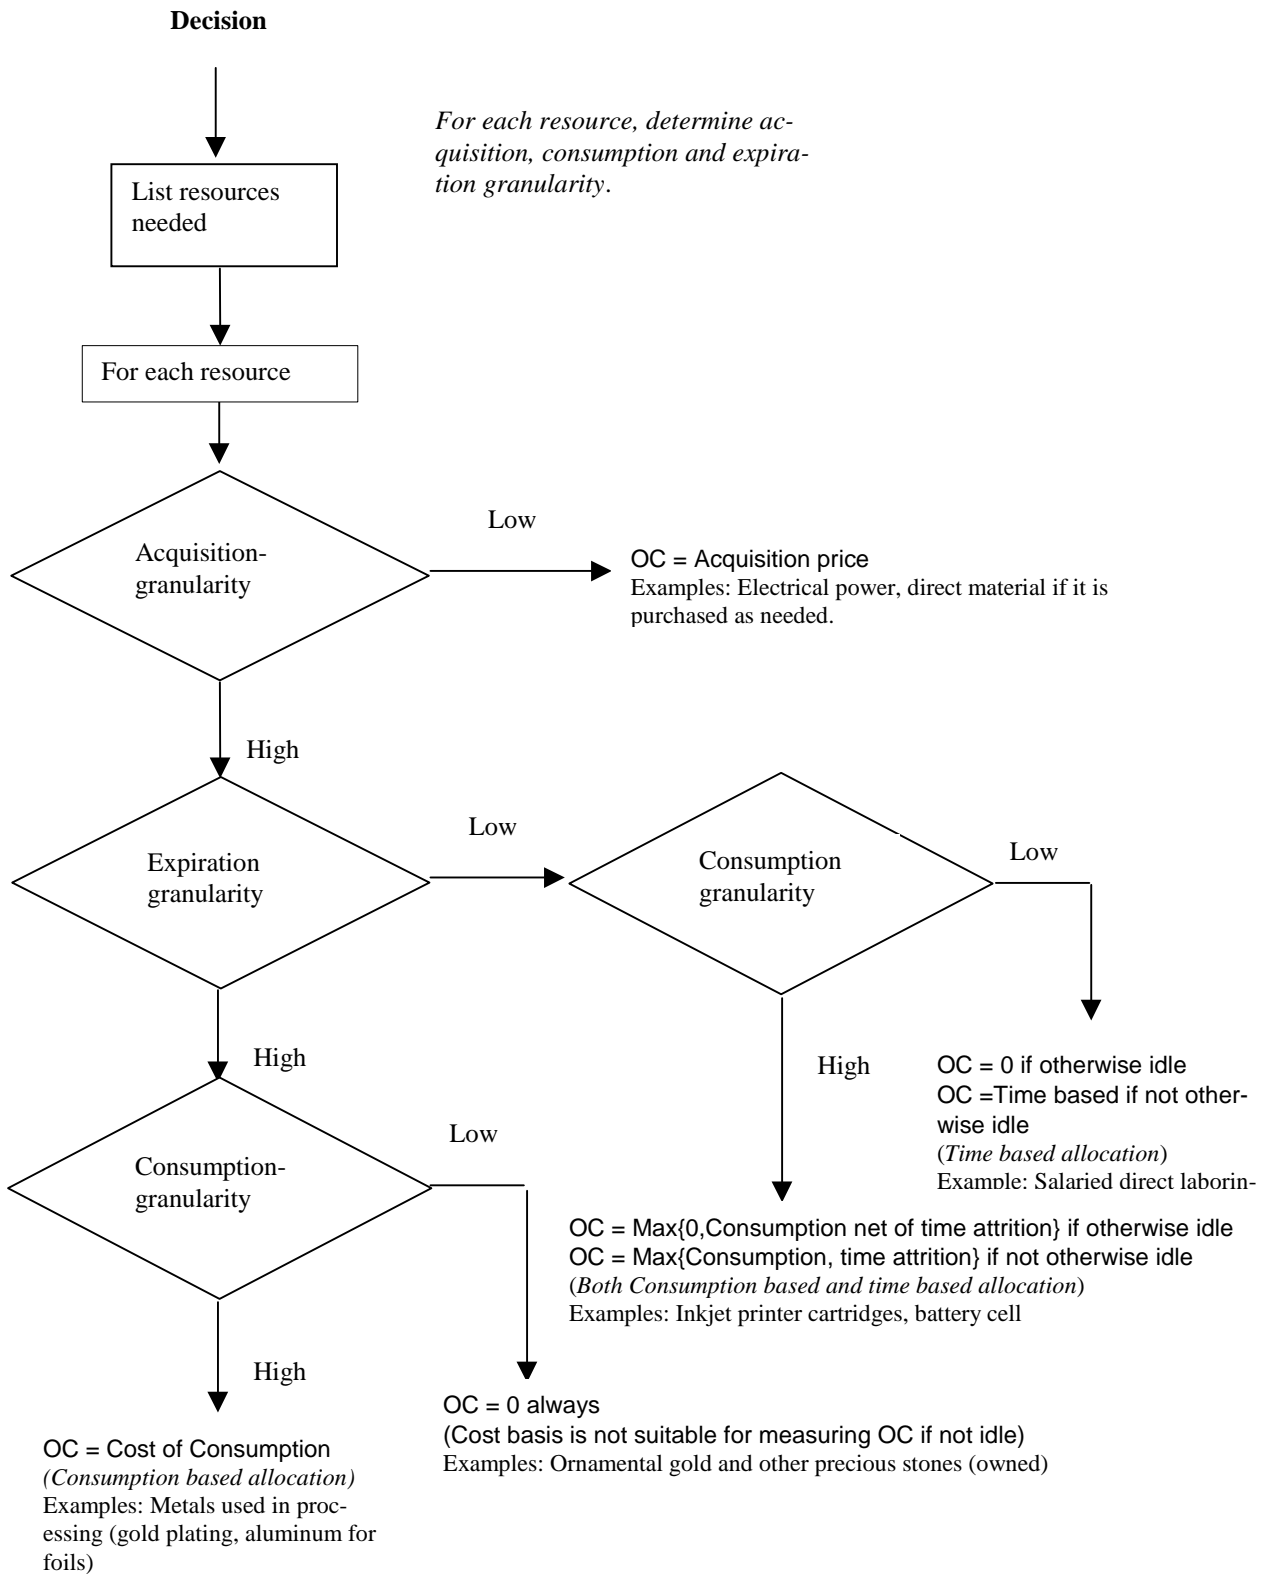 Decision
For each resource, determine ac-
quisition, consumption and expira-
tion granularity.
List resources
needed
For each resource
Low
Acquisition-
granularity
OC = Acquisition price
Examples: Electrical power, direct material if it is
purchased as needed.
High
Low
Low
Expiration
granularity
Consumption
granularity
High
High
OC = 0 if otherwise idle
OC =Time based if not other-
wise idle
(Time based allocation)
Example: Salaried direct laborin-
Low
Consumption-
granularity
OC = Max{0,Consumption net of time attrition} if otherwise idle
OC = Max{Consumption, time attrition} if not otherwise idle
(Both Consumption based and time based allocation)
Examples: Inkjet printer cartridges, battery cell
High
OC = 0 always
(Cost basis is not suitable for measuring OC if not idle)
Examples: Ornamental gold and other precious stones (owned)
OC = Cost of Consumption
(Consumption based allocation)
Examples: Metals used in proc-
essing (gold plating, aluminum for
foils)